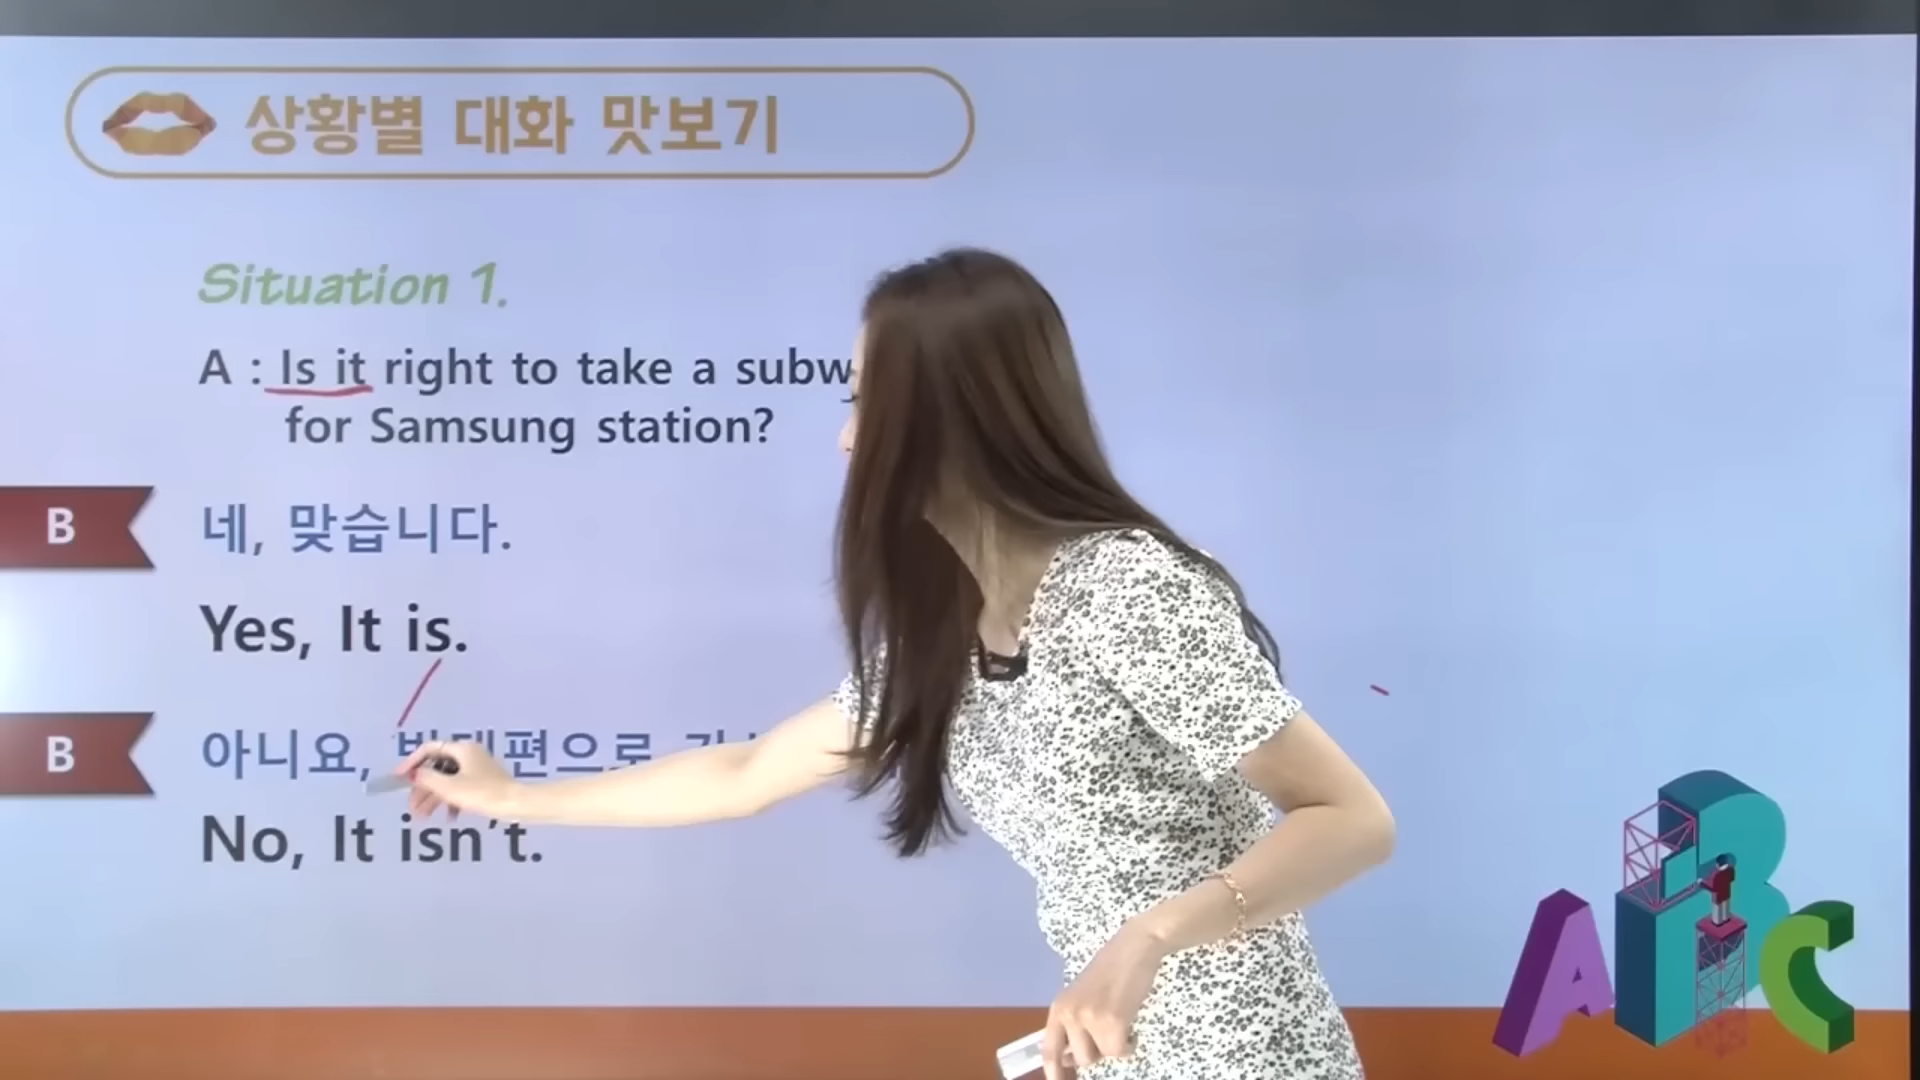 상황별 대화 맛보기
Situation 1.
A : Is it right to take a
for Samsung station?
B
네, 맞습니다.
Yes, It is.
B
아니요,
No, It isn't.
ABC